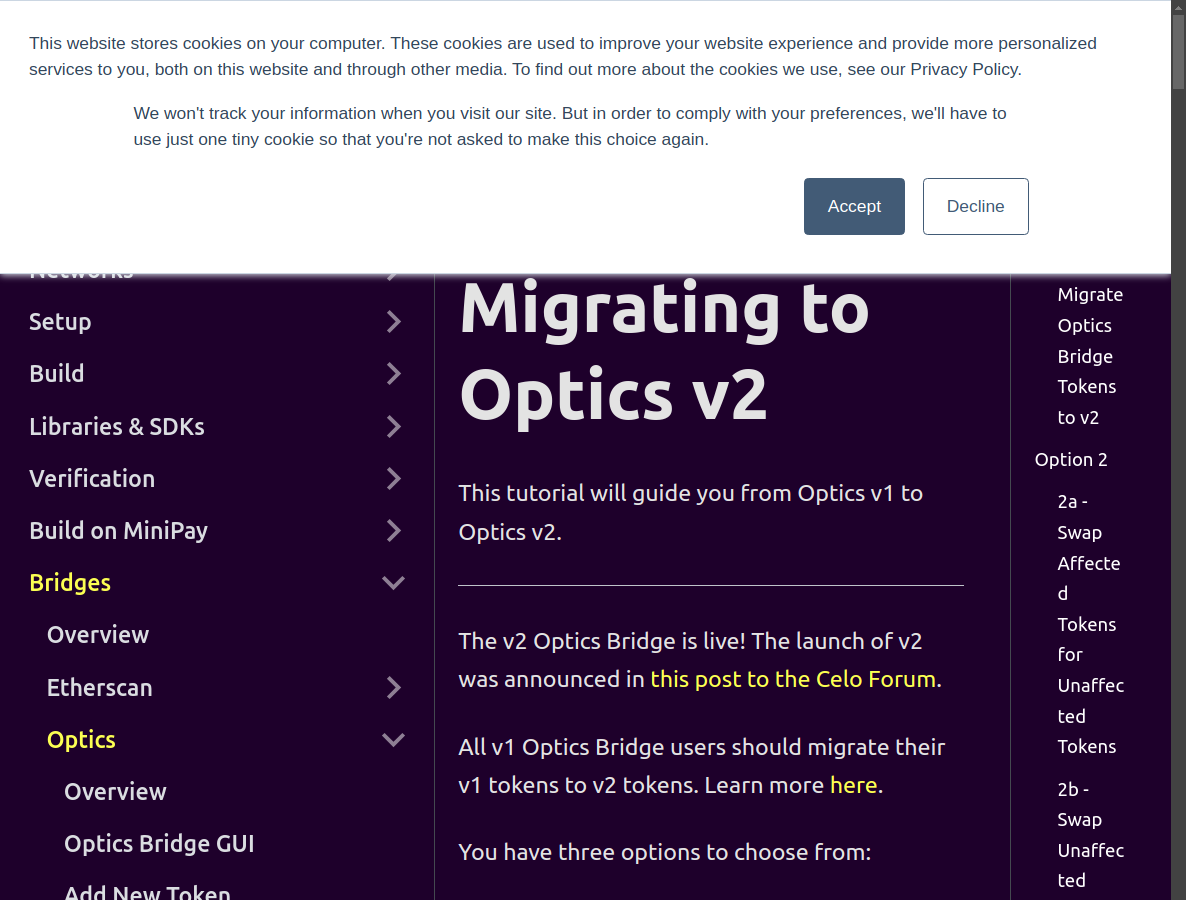 This website stores cookies on your computer. These cookies are used to improve your website experience and provide more personalized
services to you, both on this website and through other media. To find out more about the cookies we use, see our Privacy Policy.
We won't track your information when you visit our site. But in order to comply with your preferences, we'll have to
use just one tiny cookie so that you're not asked to make this choice again.
Accept
Decline
Networks
Setup
Build
Libraries & SDKs
Verification
Build on MiniPay
Bridges
Overview
Etherscan
Optics
Overview
Optics Bridge GUI
Add New Token
Migrating to
Optics v2
This tutorial will guide you from Optics v1 to
Optics v2.
The v2 Optics Bridge is live! The launch of v2
was announced in this post to the Celo Forum.
All v1 Optics Bridge users should migrate their
v1 tokens to v2 tokens. Learn more here.
You have three options to choose from:
Migrate
Optics
Bridge
Tokens
to v2
Option 2
2a -
Swap
Affecte
d
Tokens
for
Unaffec
ted
Tokens
2b -
Swap
Unaffec
ted